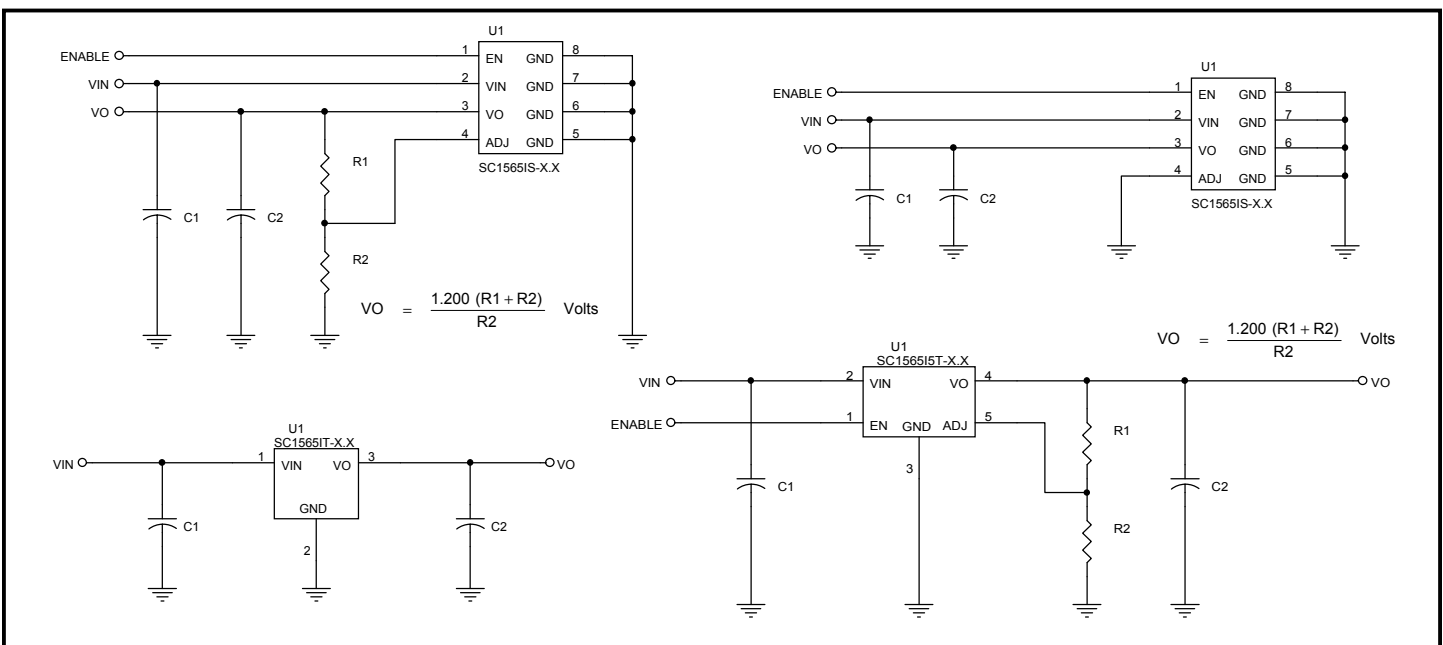 U1
ENABLE
1
EN
GND
8
VIN
2
VIN
GND
7
VO
3
VO
GND
6
4
ADJ
GND
5
SC1565IS-X.X
R1
C1
C2
R2
VO = 1.200 (R1 + R2) / R2 Volts
U1
ENABLE
1
EN
GND
8
VIN
2
VIN
GND
7
VO
3
VO
GND
6
4
ADJ
GND
5
SC1565IS-X.X
C1
C2
U1
SC1565IT-X.X
VIN
1
VIN
VO
3
VO
GND
2
C1
C2
VO = 1.200 (R1 + R2) / R2 Volts
U1
SC1565I5T-X.X
VIN
2
VIN
VO
4
VO
ENABLE
1
EN
GND
ADJ
5
3
R1
C1
C2
R2